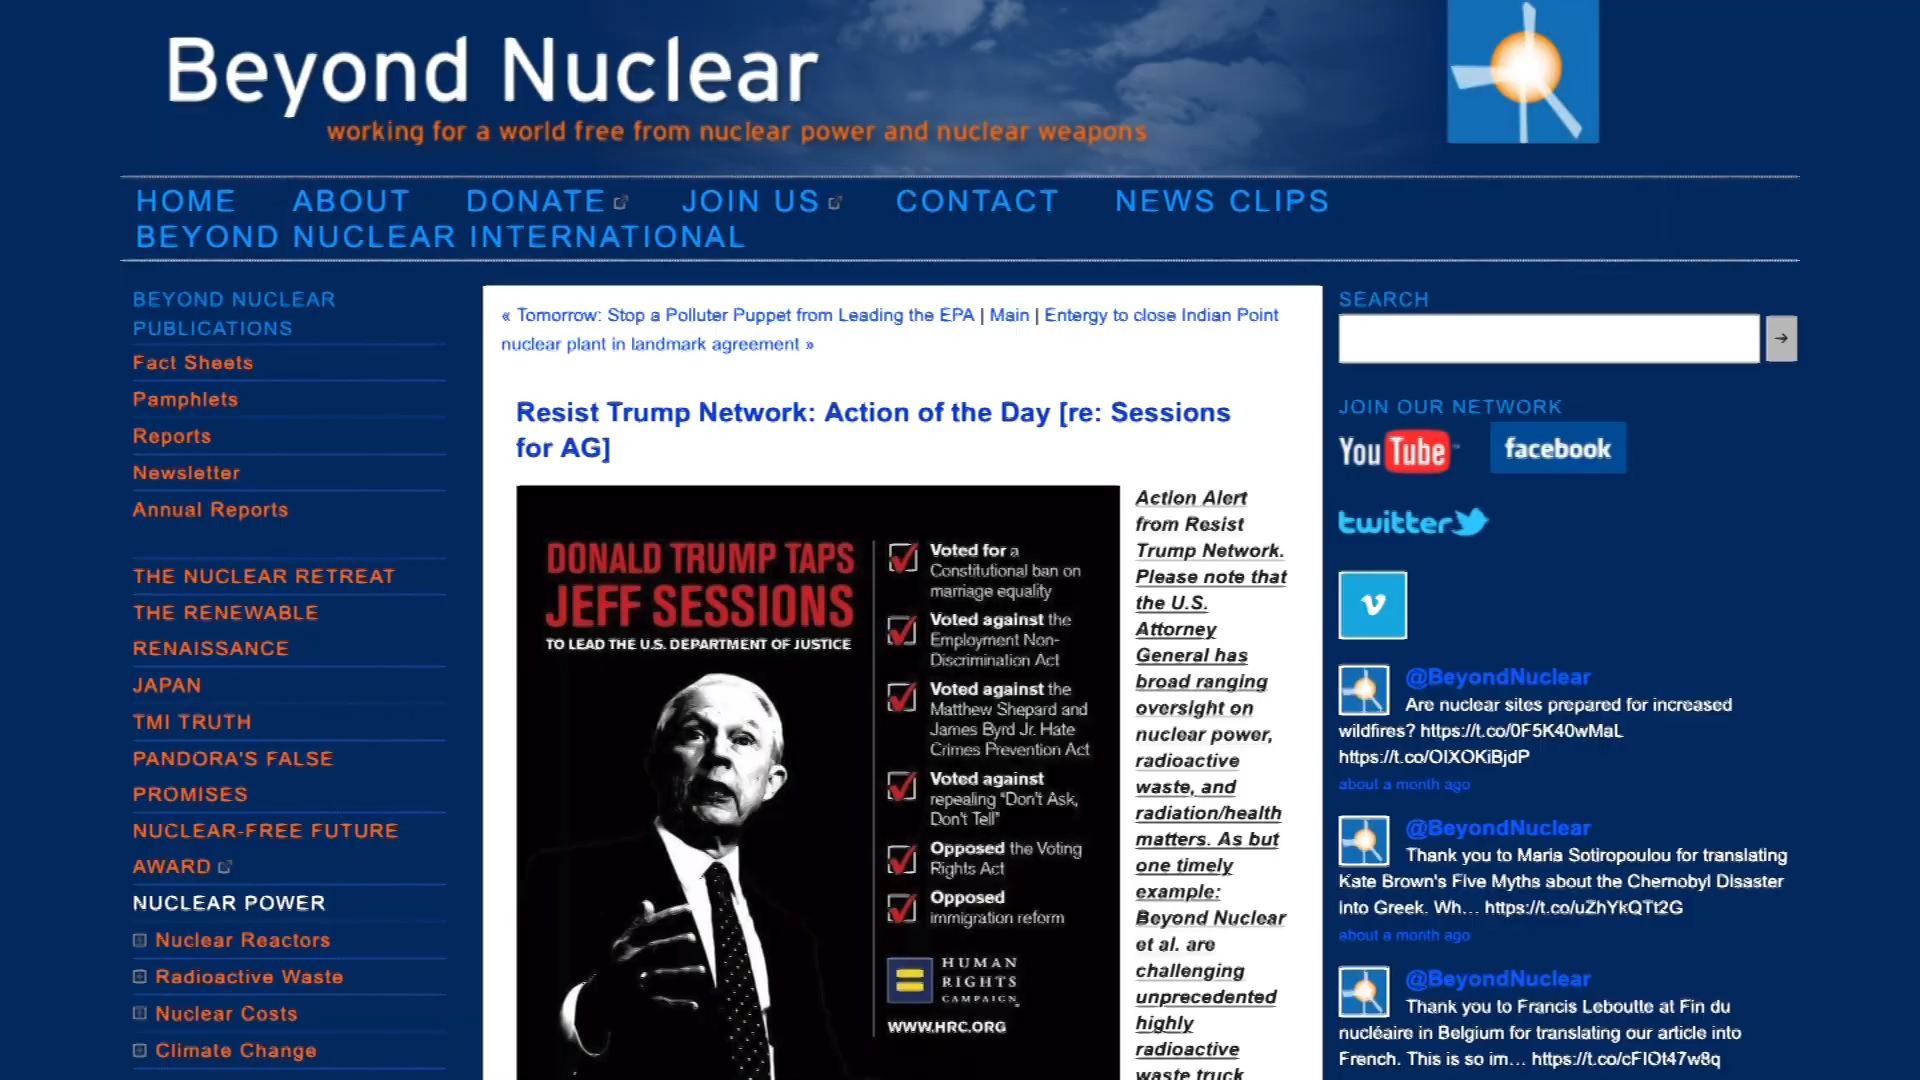 Beyond Nuclear
working for a world free from nuclear power and nuclear weapons
HOME ABOUT DONATE JOIN US CONTACT NEWS CLIPS
BEYOND NUCLEAR INTERNATIONAL
BEYOND NUCLEAR
PUBLICATIONS
Fact Sheets
Pamphlets
Reports
Newsletter
Annual Reports
THE NUCLEAR RETREAT
THE RENEWABLE
RENAISSANCE
JAPAN
TMI TRUTH
PANDORA'S FALSE
PROMISES
NUCLEAR-FREE FUTURE
AWARD
NUCLEAR POWER
Nuclear Reactors
Radioactive Waste
Nuclear Costs
Climate Change
« Tomorrow: Stop a Polluter Puppet from Leading the EPA | Main | Entergy to close Indian Point
nuclear plant in landmark agreement »
Resist Trump Network: Action of the Day [re: Sessions
for AG]
DONALD TRUMP TAPS
JEFF SESSIONS
TO LEAD THE U.S. DEPARTMENT OF JUSTICE
Voted for a
Constitutional ban on
marriage equality
Voted against the
Employment Non-
Discrimination Act
Voted against the
Matthew Shepard and
James Byrd Jr. Hate
Crimes Prevention Act
Voted against
repealing "Don't Ask,
Don't Tell"
Opposed the Voting
Rights Act
Opposed
immigration reform
HUMAN
RIGHTS
CAMPAIGN
WWW.HRC.ORG
Action Alert
from Resist
Trump Network.
Please note that
the U.S.
Attorney
General has
broad ranging
oversight on
nuclear power,
radioactive
waste, and
radiation/health
matters. As but
one timely
example:
Beyond Nuclear
et al. are
challenging
unprecedented
highly
radioactive
waste truck
SEARCH
→
JOIN OUR NETWORK
YouTube facebook
twitter
v
@BeyondNuclear
Are nuclear sites prepared for increased
wildfires? https://t.co/0F5K40wMaL
https://t.co/OIXOKiBjdP
about a month ago
@BeyondNuclear
Thank you to Maria Sotiropoulou for translating
Kate Brown's Five Myths about the Chernobyl Disaster
into Greek. Wh… https://t.co/uZhYkQTt2G
about a month ago
@BeyondNuclear
Thank you to Francis Leboutte at Fin du
nucléaire in Belgium for translating our article into
French. This is so im… https://t.co/cFIOt47w8q